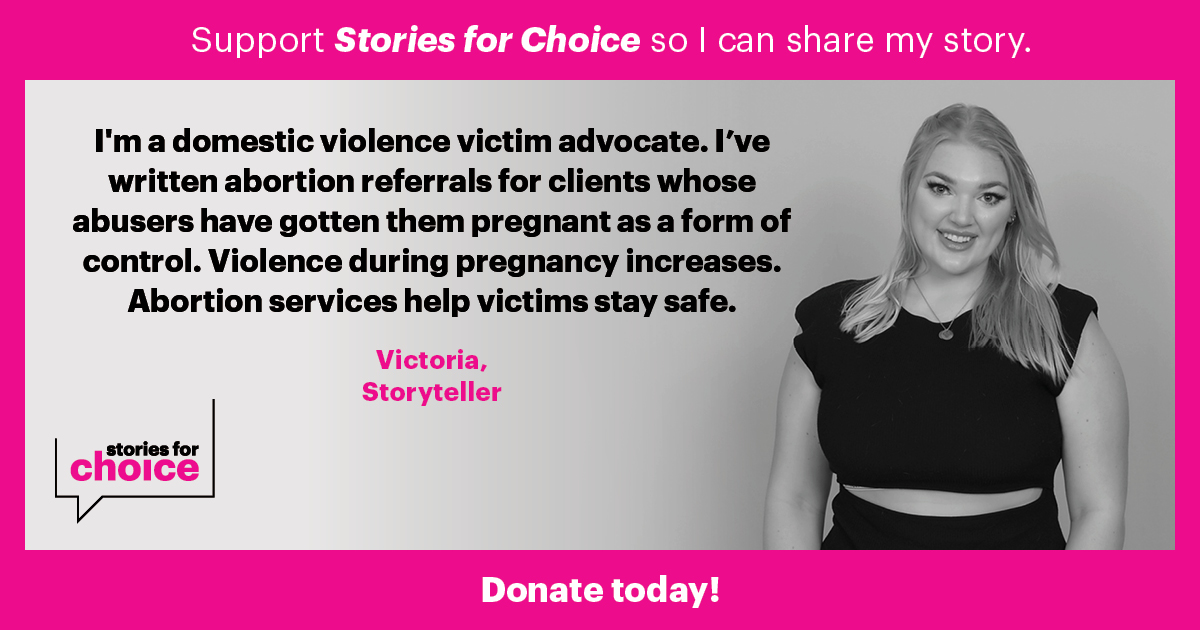 Support Stories for Choice so I can share my story.
I'm a domestic violence victim advocate. I’ve
written abortion referrals for clients whose
abusers have gotten them pregnant as a form of
control. Violence during pregnancy increases.
Abortion services help victims stay safe.
Victoria,
Storyteller
stories for
choice
Donate today!